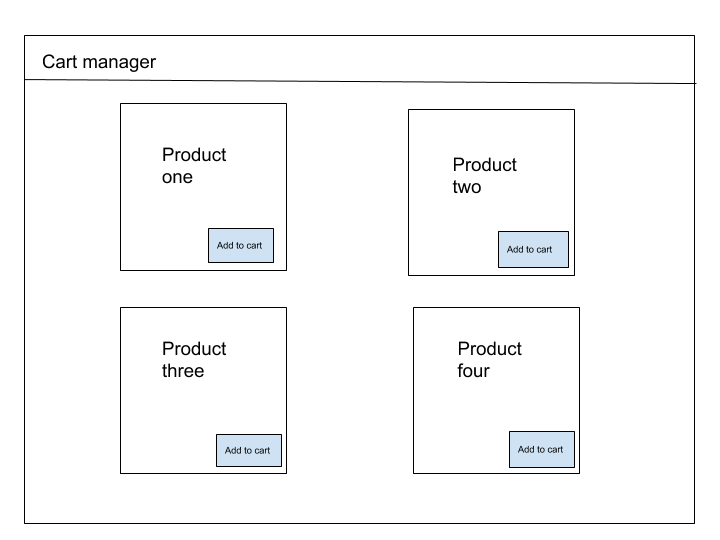 Cart manager
Product
one
Add to cart
Product
two
Add to cart
Product
three
Add to cart
Product
four
Add to cart